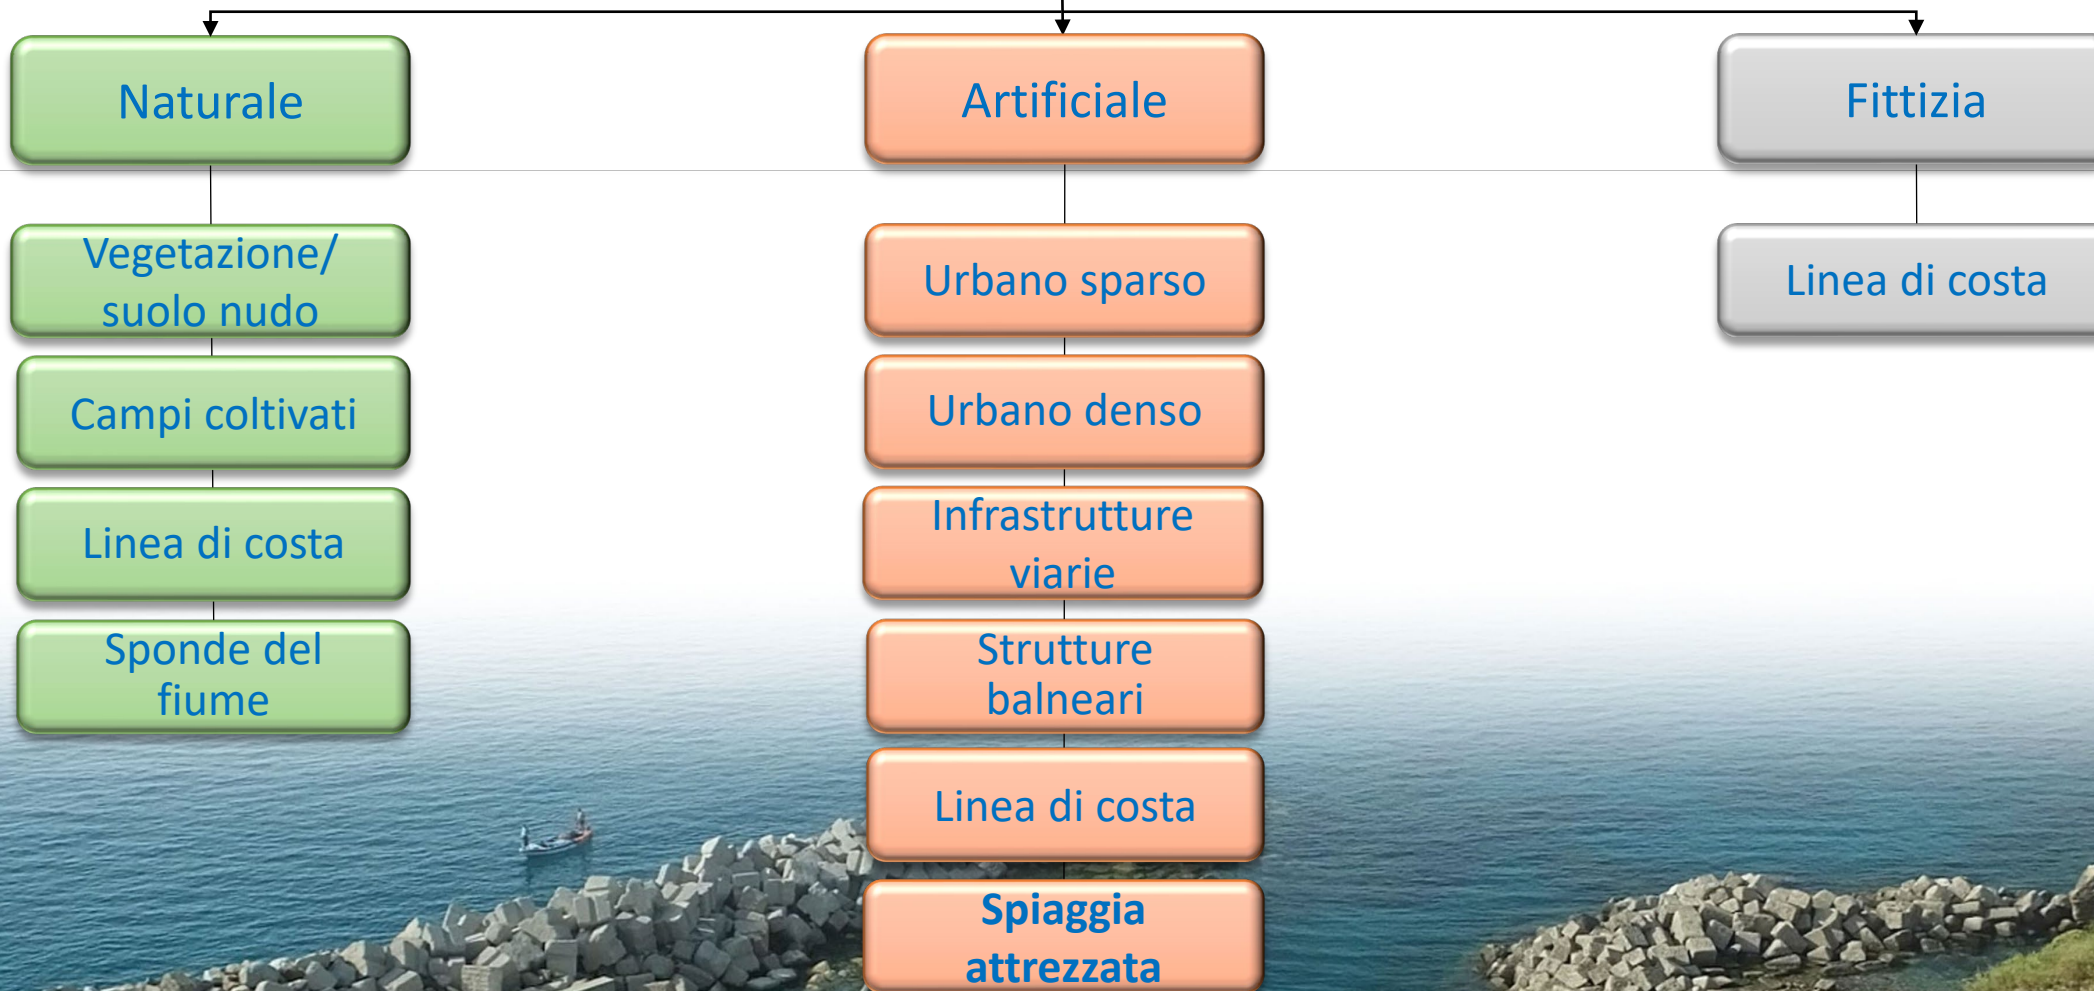 Naturale
Vegetazione/
suolo nudo
Campi coltivati
Linea di costa
Sponde del
fiume
Artificiale
Urbano sparso
Urbano denso
Infrastrutture
viarie
Strutture
balneari
Linea di costa
Spiaggia
attrezzata
Fittizia
Linea di costa